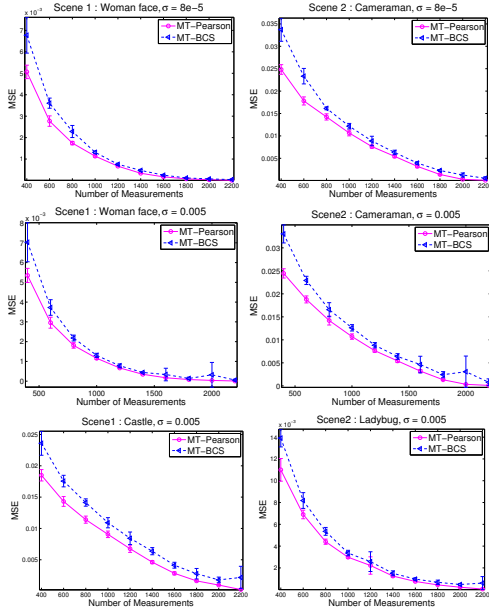 Scene 1 : Woman face, σ = 8e−5
x 10 −3
MT−Pearson
MT−BCS
MSE
6
5
4
3
2
1
400 600 800 1000 1200 1400 1600 1800 2000 2200
Number of Measurements
Scene 2 : Cameraman, σ = 8e−5
MT−Pearson
MT−BCS
MSE
0.035
0.03
0.025
0.02
0.015
0.01
0.005
400 600 800 1000 1200 1400 1600 1800 2000 2200
Number of Measurements
Scene1 : Woman face, σ = 0.005
x 10 −3
MT−Pearson
MT−BCS
MSE
8
7
6
5
4
3
2
1
0
500 1000 1500 2000
Number of Measurements
Scene2 : Cameraman, σ = 0.005
MT−Pearson
MT−BCS
MSE
0.03
0.025
0.02
0.015
0.01
0.005
0
500 1000 1500 2000
Number of Measurements
Scene1 : Castle, σ = 0.005
MT−Pearson
MT−BCS
MSE
0.025
0.02
0.015
0.01
0.005
400 600 800 1000 1200 1400 1600 1800 2000 2200
Number of Measurements
Scene2 : Ladybug, σ = 0.005
x 10 −3
MT−Pearson
MT−BCS
MSE
14
12
10
8
6
4
2
400 600 800 1000 1200 1400 1600 1800 2000 2200
Number of Measurements